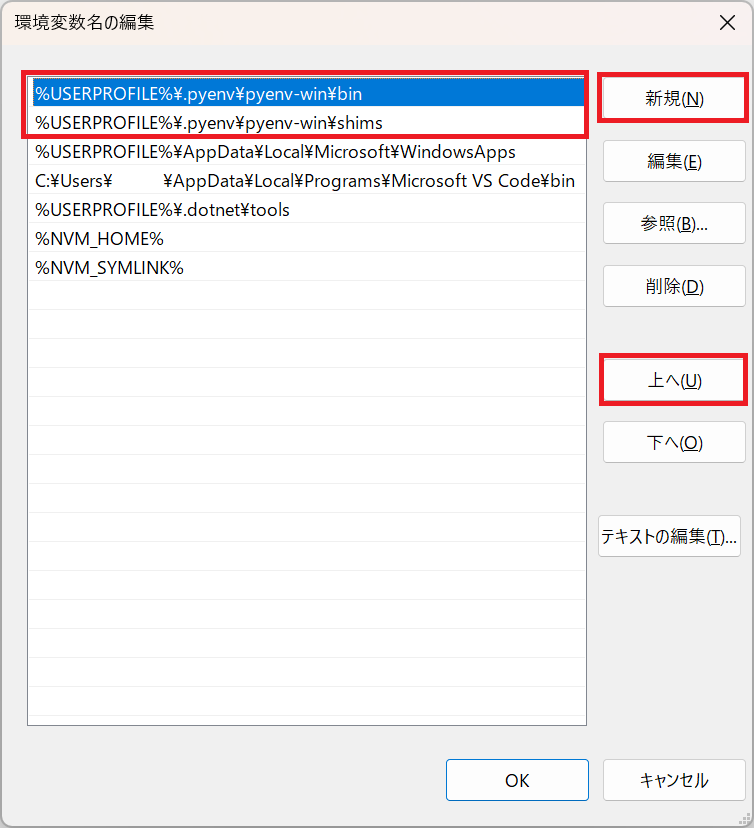 環境変数名の編集
%USERPROFILE%¥.pyenv¥pyenv-win¥bin
%USERPROFILE%¥.pyenv¥pyenv-win¥shims
%USERPROFILE%¥AppData¥Local¥Microsoft¥WindowsApps
C:¥Users¥ ¥AppData¥Local¥Programs¥Microsoft VS Code¥bin
%USERPROFILE%¥.dotnet¥tools
%NVM_HOME%
%NVM_SYMLINK%
新規(N)
編集(E)
参照(B)...
削除(D)
上へ(U)
下へ(O)
テキストの編集(T)...
OK
キャンセル